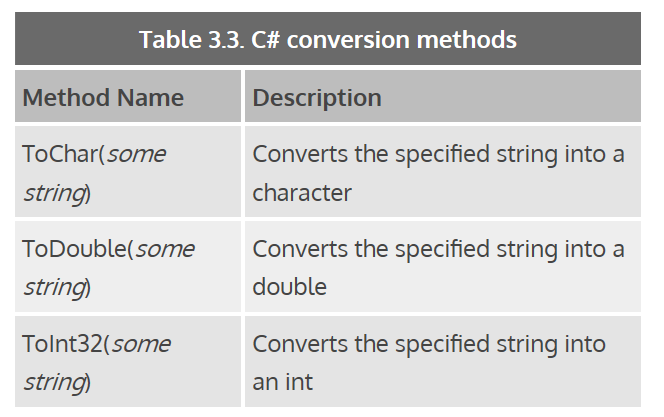 Table 3.3. C# conversion methods
Method Name Description
ToChar(some
string)
Converts the specified string into a
character
ToDouble(some
string)
Converts the specified string into a
double
ToInt32(some
string)
Converts the specified string into
an int